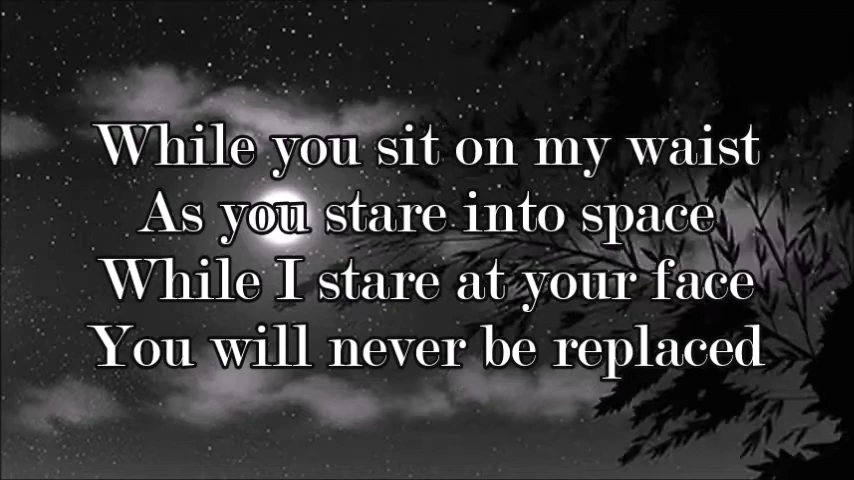 While you sit on my waist
As you stare into space
While I stare at your face
You will never be replaced